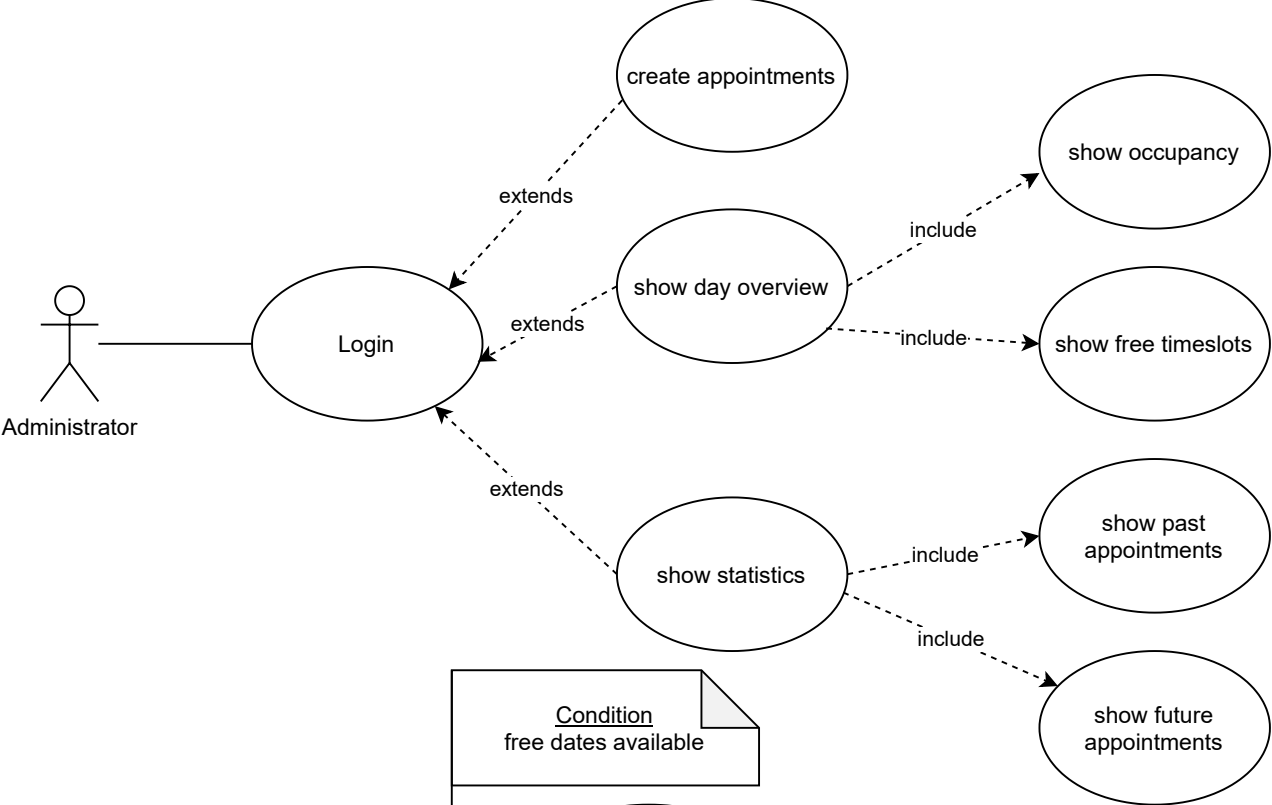 create appointments
show occupancy
extends
include
show day overview
extends
include
Login
show free timeslots
Administrator
extends
show past
appointments
include
show statistics
include
Condition
free dates available
show future
appointments